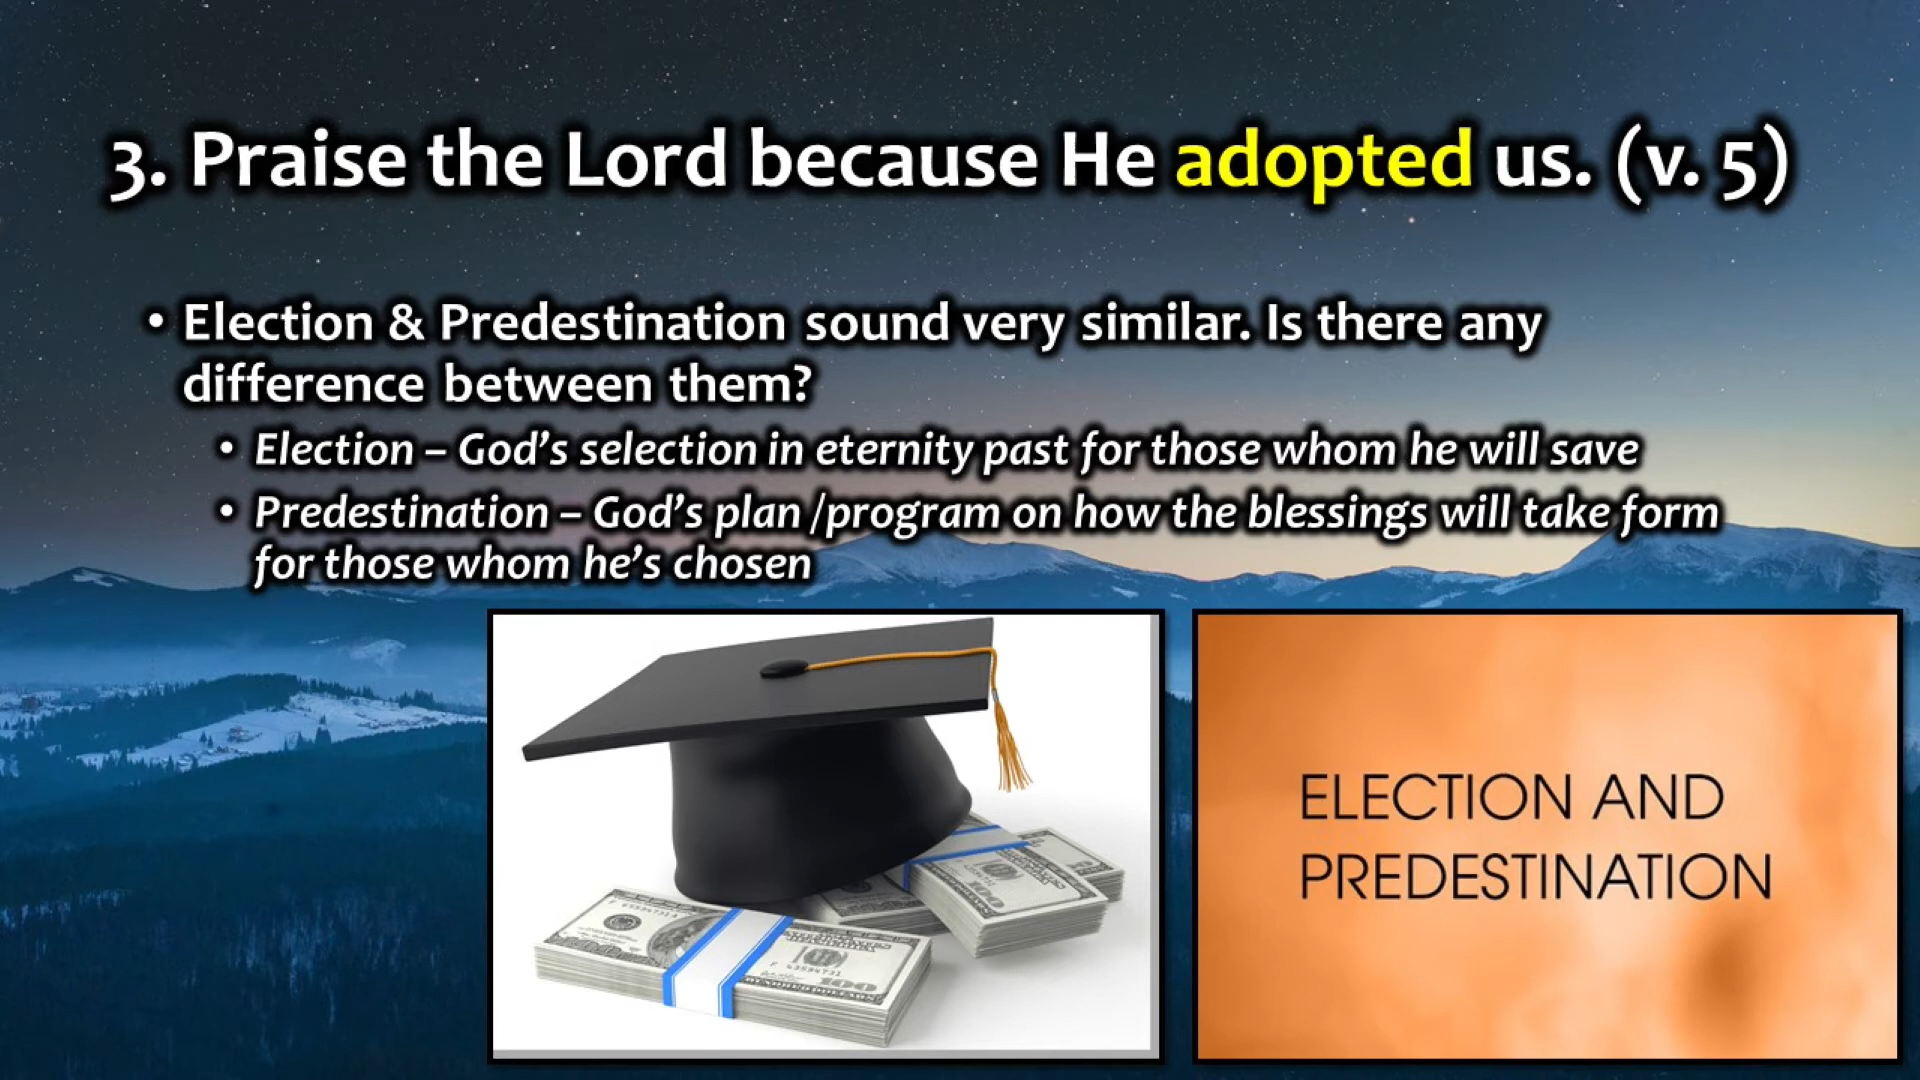 3. Praise the Lord because He adopted us. (v. 5)
• Election & Predestination sound very similar. Is there any
difference between them?
• Election – God's selection in eternity past for those whom he will save
• Predestination – God's plan /program on how the blessings will take form
for those whom he's chosen
ELECTION AND
PREDESTINATION
100